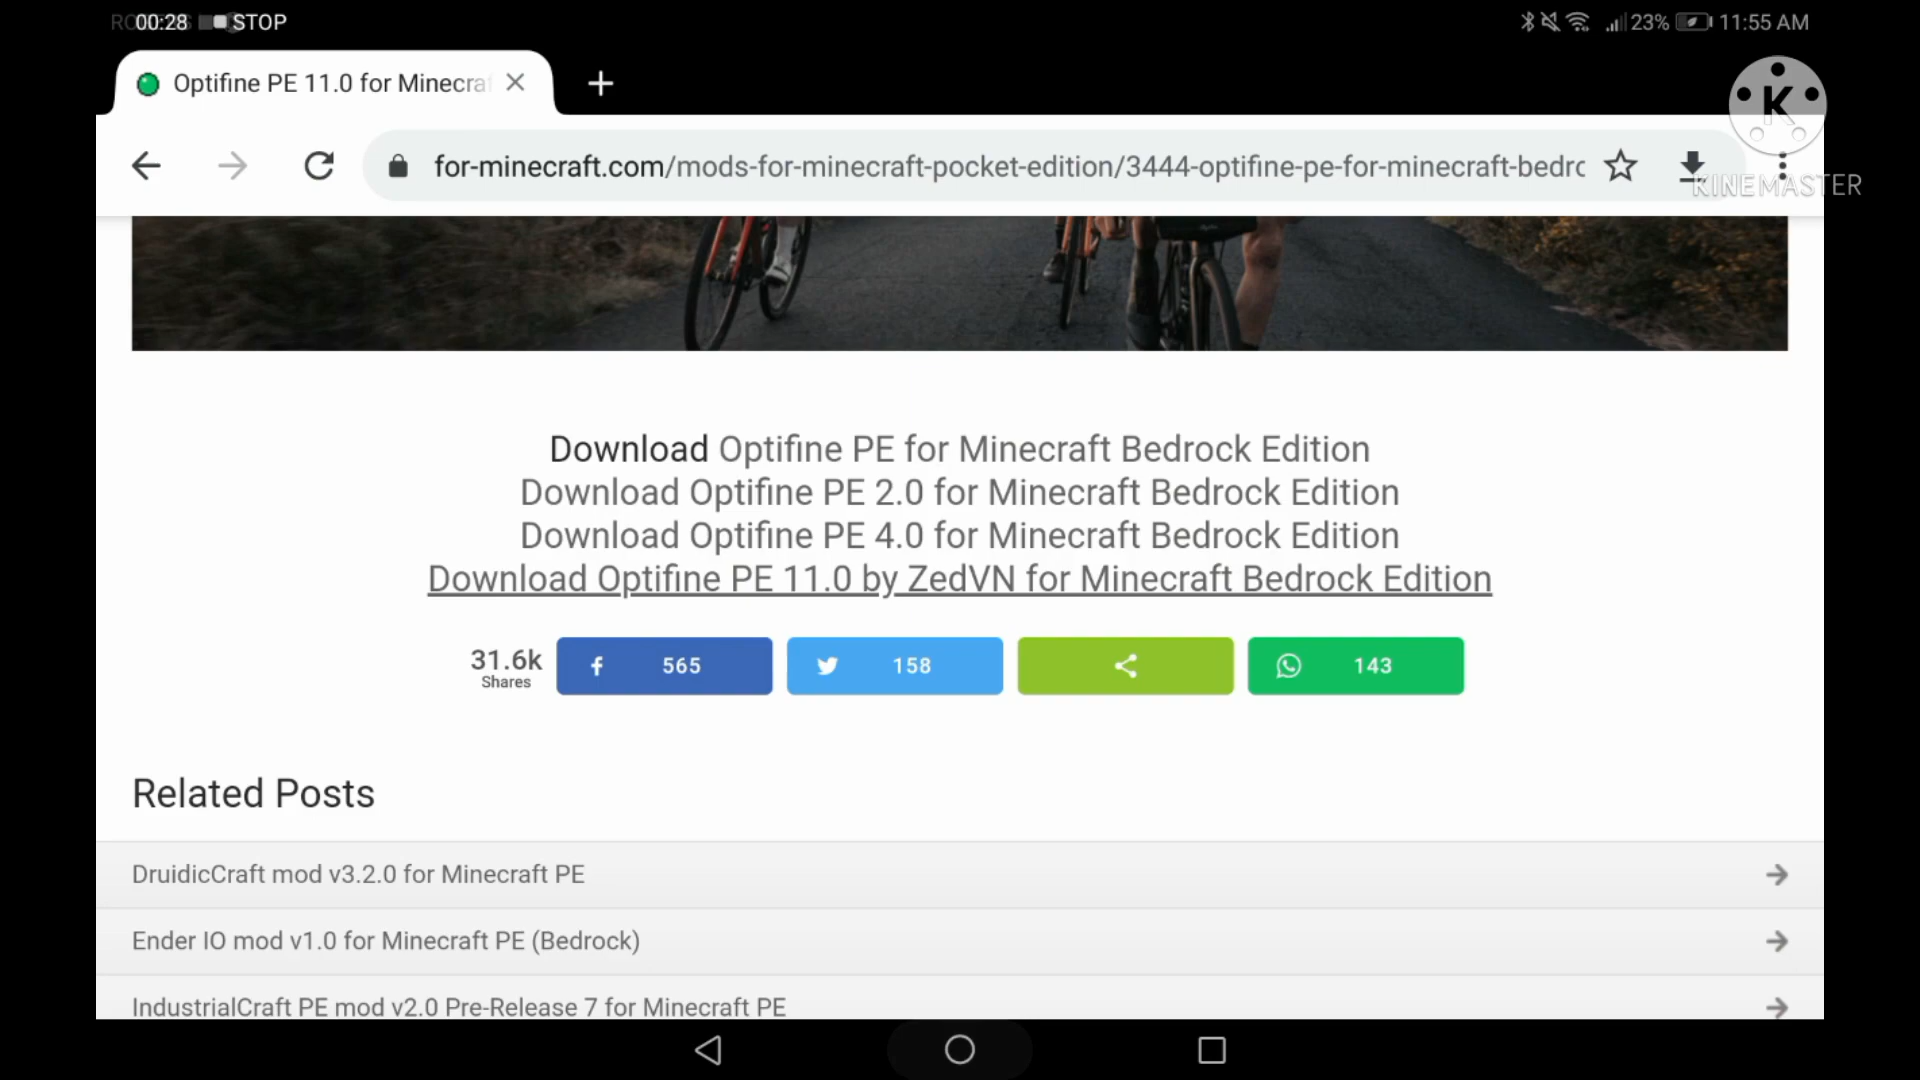 00:28 STOP
23% 11:55 AM
Optifine PE 11.0 for Minecraf
K
KINEMASTER
for-minecraft.com/mods-for-minecraft-pocket-edition/3444-optifine-pe-for-minecraft-bedro
Download Optifine PE for Minecraft Bedrock Edition
Download Optifine PE 2.0 for Minecraft Bedrock Edition
Download Optifine PE 4.0 for Minecraft Bedrock Edition
Download Optifine PE 11.0 by ZedVN for Minecraft Bedrock Edition
31.6k
Shares
565
158
143
Related Posts
DruidicCraft mod v3.2.0 for Minecraft PE
Ender IO mod v1.0 for Minecraft PE (Bedrock)
IndustrialCraft PE mod v2.0 Pre-Release 7 for Minecraft PE